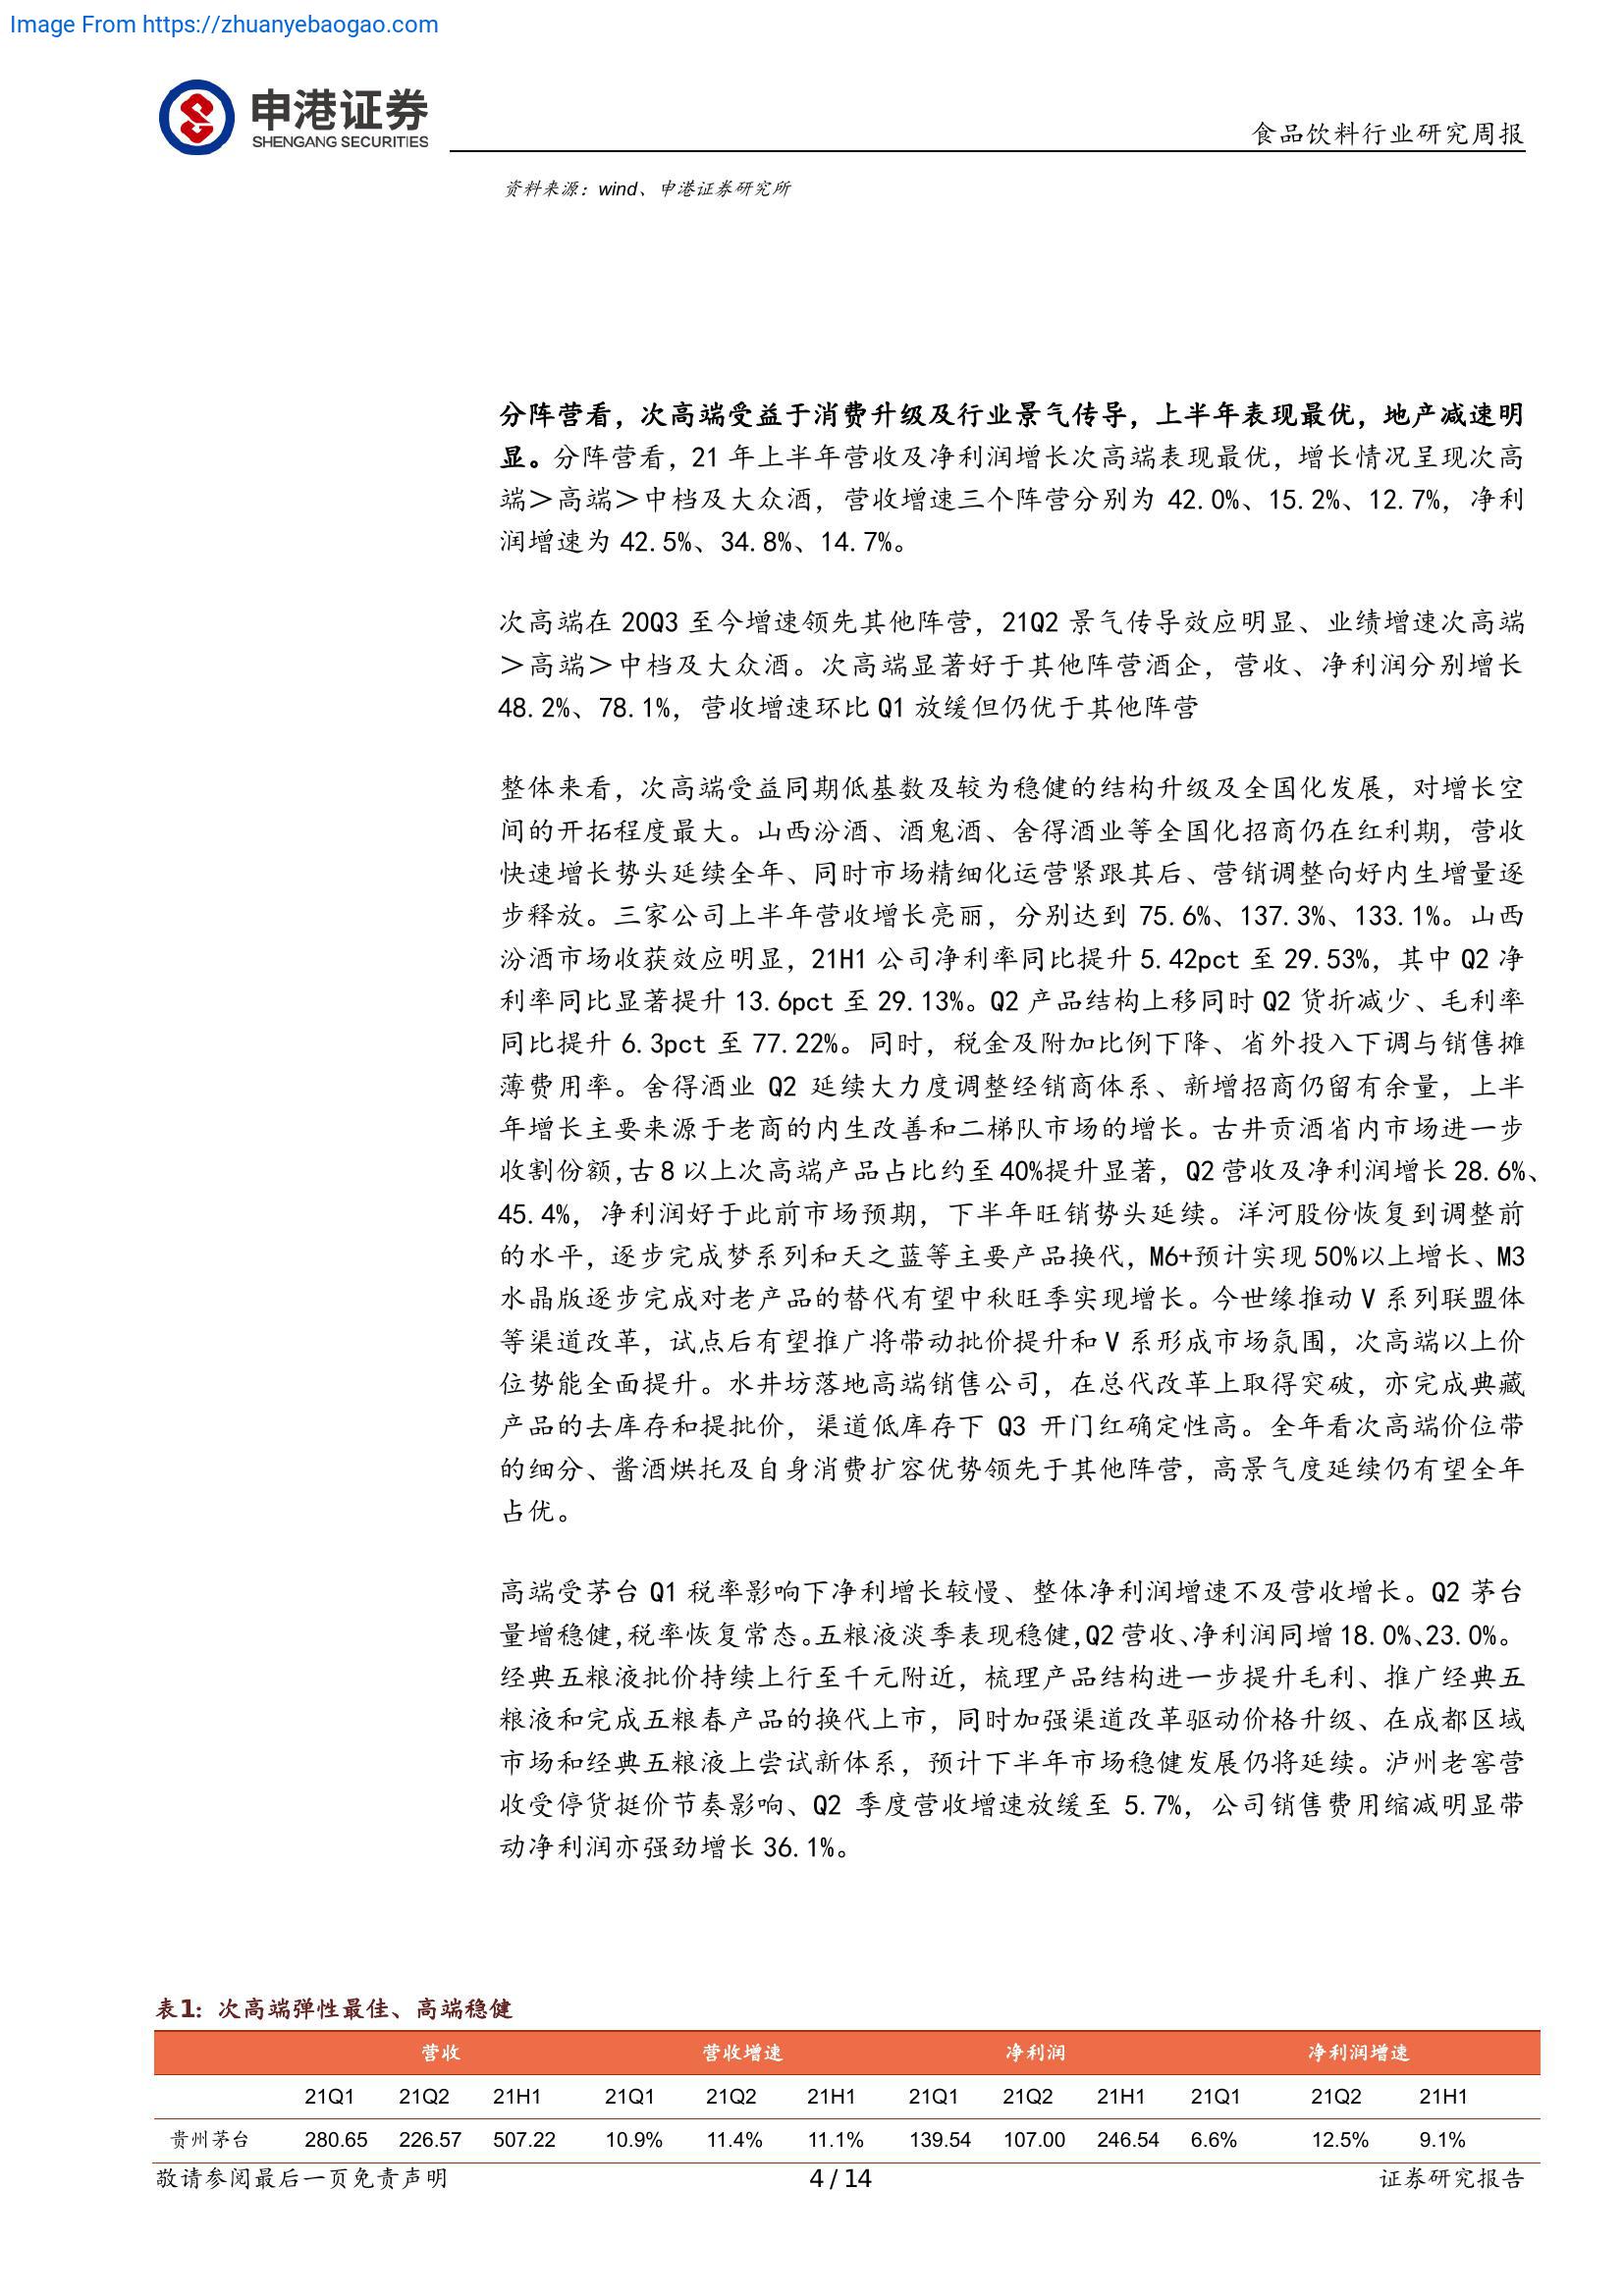 Image From https://zhuanyebaogao.com
申港证券
SHENGANG SECURITIES
食品饮料行业研究周报
资料来源：wind、申港证券研究所
分阵营看，次高端受益于消费升级及行业景气传导，上半年表现最优，地产减速明
显。分阵营看，21 年上半年营收及净利润增长次高端表现最优，增长情况呈现次高
端＞高端＞中档及大众酒，营收增速三个阵营分别为 42.0%、15.2%、12.7%，净利
润增速为 42.5%、34.8%、14.7%。
次高端在 20Q3 至今增速领先其他阵营，21Q2 景气传导效应明显、业绩增速次高端
＞高端＞中档及大众酒。次高端显著好于其他阵营酒企，营收、净利润分别增长
48.2%、78.1%，营收增速环比 Q1 放缓但仍优于其他阵营
整体来看，次高端受益同期低基数及较为稳健的结构升级及全国化发展，对增长空
间的开拓程度最大。山西汾酒、酒鬼酒、舍得酒业等全国化招商仍在红利期，营收
快速增长势头延续全年、同时市场精细化运营紧跟其后、营销调整向好内生增量逐
步释放。三家公司上半年营收增长亮丽，分别达到 75.6%、137.3%、133.1%。山西
汾酒市场收获效应明显，21H1 公司净利率同比提升 5.42pct 至 29.53%，其中 Q2 净
利率同比显著提升 13.6pct 至 29.13%。Q2 产品结构上移同时 Q2 货折减少、毛利率
同比提升 6.3pct 至 77.22%。同时，税金及附加比例下降、省外投入下调与销售摊
薄费用率。舍得酒业 Q2 延续大力度调整经销商体系、新增招商仍留有余量，上半
年增长主要来源于老商的内生改善和二梯队市场的增长。古井贡酒省内市场进一步
收割份额,古 8 以上次高端产品占比约至 40%提升显著，Q2 营收及净利润增长 28.6%、
45.4%，净利润好于此前市场预期，下半年旺销势头延续。洋河股份恢复到调整前
的水平，逐步完成梦系列和天之蓝等主要产品换代，M6+预计实现 50%以上增长、M3
水晶版逐步完成对老产品的替代有望中秋旺季实现增长。今世缘推动 V 系列联盟体
等渠道改革，试点后有望推广将带动批价提升和 V 系形成市场氛围，次高端以上价
位势能全面提升。水井坊落地高端销售公司，在总代改革上取得突破，亦完成典藏
产品的去库存和提批价，渠道低库存下 Q3 开门红确定性高。全年看次高端价位带
的细分、酱酒烘托及自身消费扩容优势领先于其他阵营，高景气度延续仍有望全年
占优。
高端受茅台 Q1 税率影响下净利增长较慢、整体净利润增速不及营收增长。Q2 茅台
量增稳健,税率恢复常态。五粮液淡季表现稳健,Q2 营收、净利润同增 18.0%、23.0%。
经典五粮液批价持续上行至千元附近，梳理产品结构进一步提升毛利、推广经典五
粮液和完成五粮春产品的换代上市，同时加强渠道改革驱动价格升级、在成都区域
市场和经典五粮液上尝试新体系，预计下半年市场稳健发展仍将延续。泸州老窖营
收受停货挺价节奏影响、Q2 季度营收增速放缓至 5.7%，公司销售费用缩减明显带
动净利润亦强劲增长 36.1%。
表1：次高端弹性最佳、高端稳健
营收 营收增速 净利润 净利润增速
21Q1 21Q2 21H1 21Q1 21Q2 21H1 21Q1 21Q2 21H1 21Q1 21Q2 21H1
贵州茅台 280.65 226.57 507.22 10.9% 11.4% 11.1% 139.54 107.00 246.54 6.6% 12.5% 9.1%
敬请参阅最后一页免责声明 4 / 14 证券研究报告